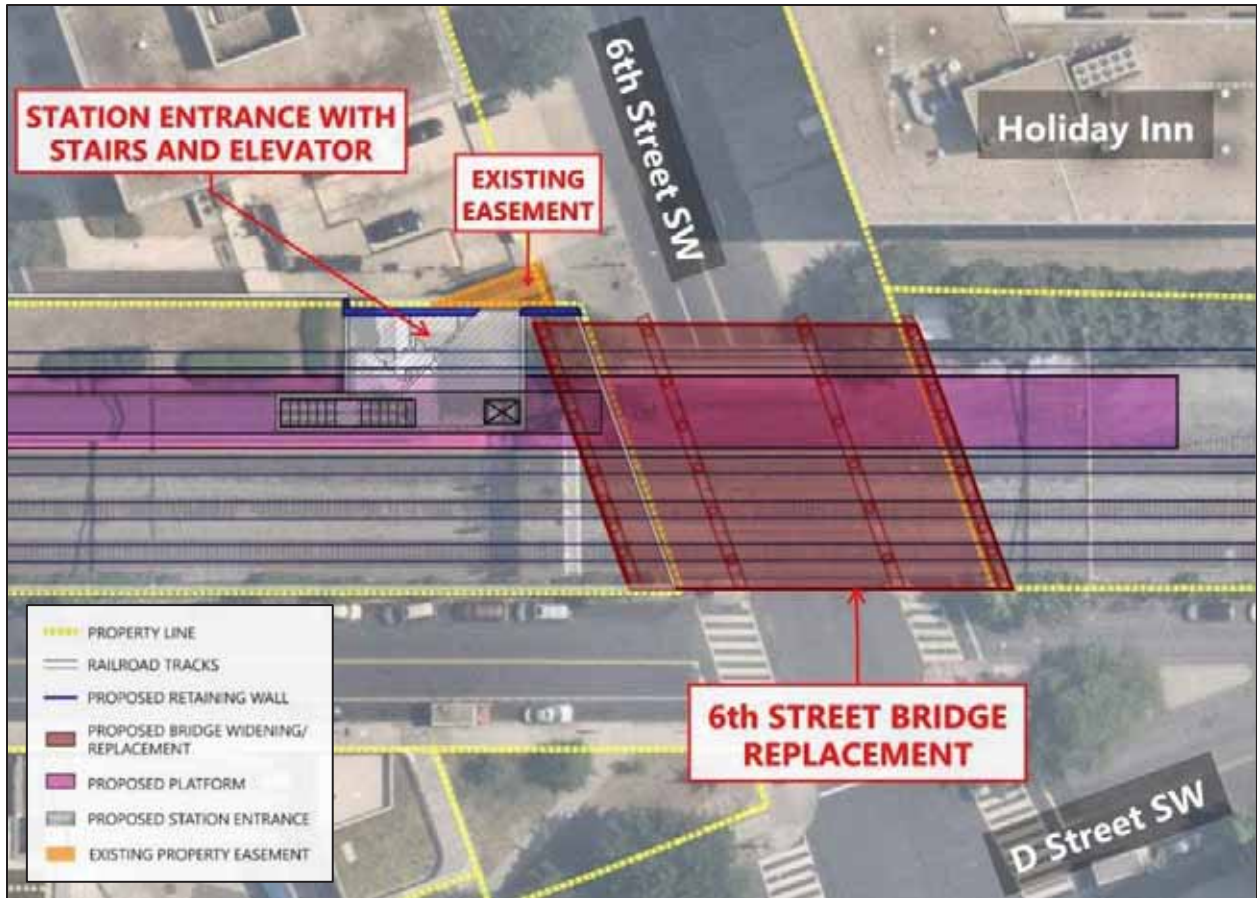 STATION ENTRANCE WITH
STAIRS AND ELEVATOR
EXISTING
EASEMENT
6th Street SW
Holiday Inn
6th STREET BRIDGE
REPLACEMENT
D Street SW
PROPERTY LINE
RAILROAD TRACKS
PROPOSED RETAINING WALL
PROPOSED BRIDGE WIDENING/
REPLACEMENT
PROPOSED PLATFORM
PROPOSED STATION ENTRANCE
EXISTING PROPERTY EASEMENT